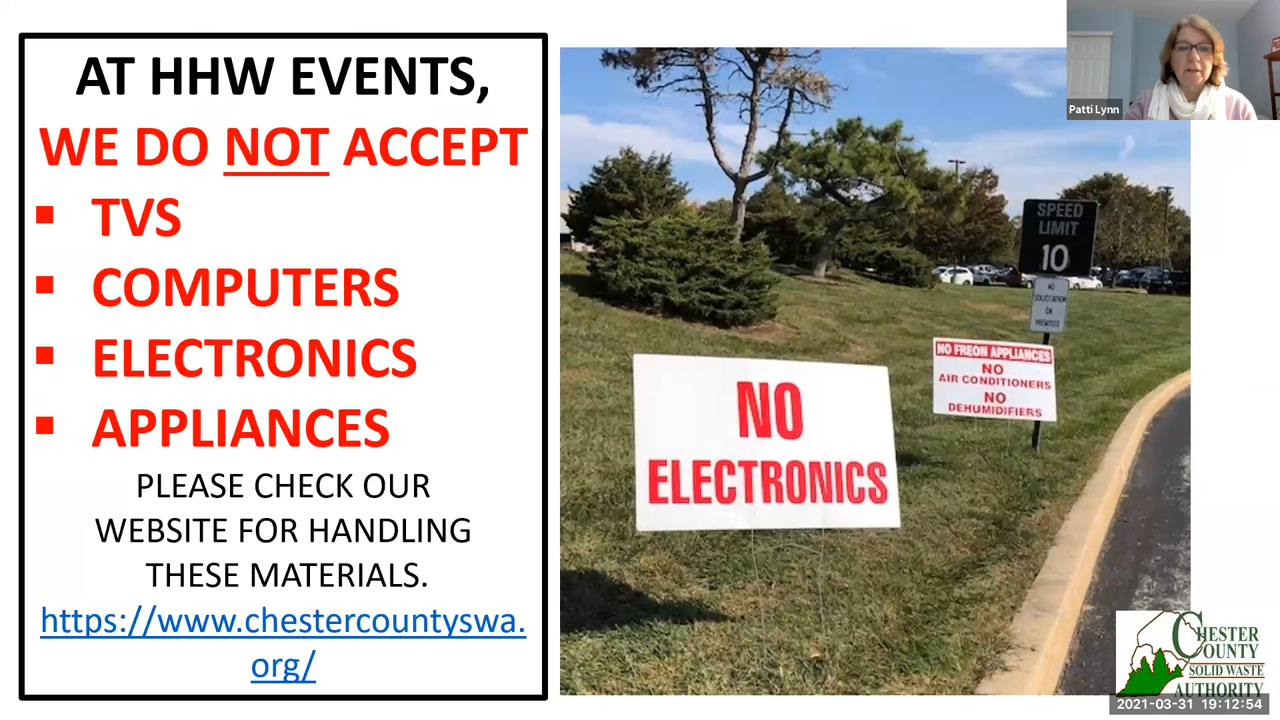 AT HHW EVENTS,
WE DO NOT ACCEPT
▪ TVS
▪ COMPUTERS
▪ ELECTRONICS
▪ APPLIANCES
PLEASE CHECK OUR
WEBSITE FOR HANDLING
THESE MATERIALS.
https://www.chestercountyswa.
org/
Patti Lynn
SPEED
LIMIT
10
NO
SOLICITATION
ON
PREMISES
NO FREON APPLIANCES
NO
AIR CONDITIONERS
NO
DEHUMIDIFIERS
NO
ELECTRONICS
CHESTER
COUNTY
SOLID WASTE
AUTHORITY
2021-03-31 19:12:54